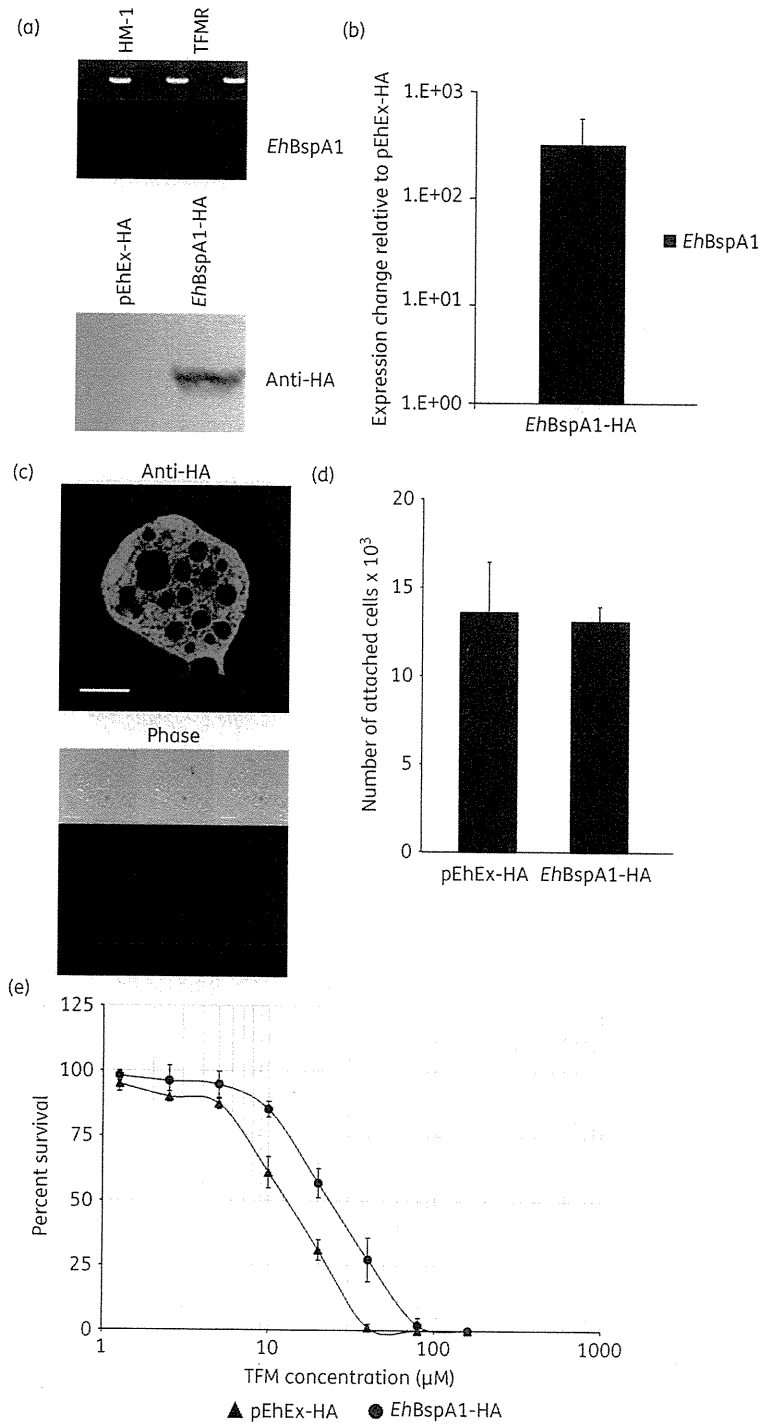 (a)
HM-1
TFMR
EhBspA1
pEhEx-HA
EhBspA1-HA
Anti-HA
(b)
Expression change relative to pEhEx-HA
1.E+03
1.E+02
1.E+01
1.E+00
EhBspA1-HA
EhBspA1
(c)
Anti-HA
Phase
(d)
Number of attached cells x 10³
20
15
10
5
0
pEhEx-HA EhBspA1-HA
(e)
Percent survival
125
100
75
50
25
0
1 10 100 1000
TFM concentration (µM)
pEhEx-HA EhBspA1-HA